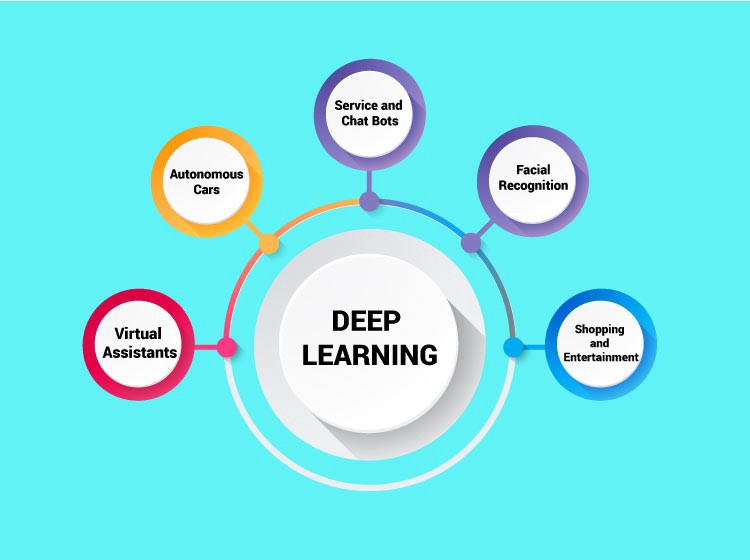 Service and
Chat Bots
Autonomous
Cars
Facial
Recognition
DEEP
LEARNING
Virtual
Assistants
Shopping
and
Entertainment